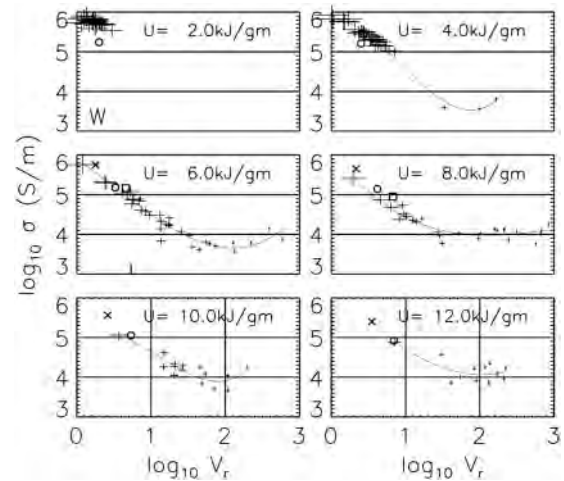 6 U= 2.0kJ/gm 6 U= 4.0kJ/gm
5 5
4 4
3 W 3
6 U= 6.0kJ/gm 6 U= 8.0kJ/gm
5 5
4 4
3 3
log₁₀ σ (S/m)
6 U= 10.0kJ/gm 6 U= 12.0kJ/gm
5 5
4 4
3 3
0 1 2 3 0 1 2 3
log₁₀ Vᵣ log₁₀ Vᵣ